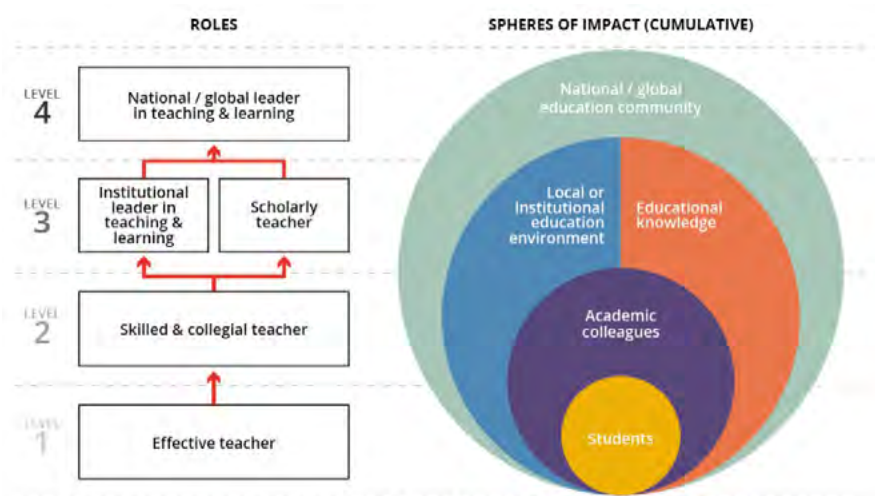 ROLES
SPHERES OF IMPACT (CUMULATIVE)
LEVEL
4
National / global leader
in teaching & learning
LEVEL
3
Institutional
leader in
teaching &
learning
Scholarly
teacher
LEVEL
2
Skilled & collegial teacher
LEVEL
1
Effective teacher
National / global
education community
Local or
Institutional
education
environment
Educational
knowledge
Academic
colleagues
Students